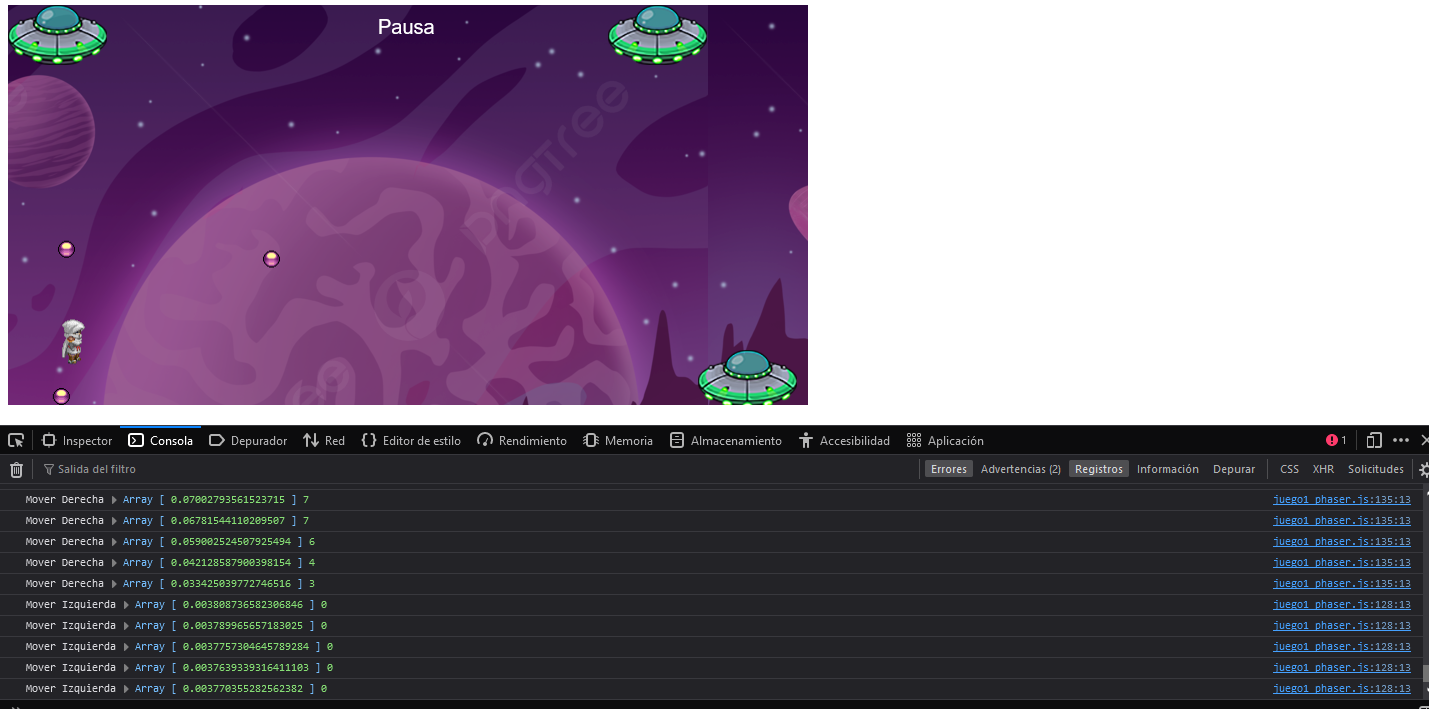 Pausa
pngtree
Inspector Consola Depurador Red Editor de estilo Rendimiento Memoria Almacenamiento Accesibilidad Aplicación 1
Salida del filtro Errores Advertencias (2) Registros Información Depurar CSS XHR Solicitudes
Mover Derecha Array [ 0.07002793561523715 ] 7 juego1_phaser.js:135:13
Mover Derecha Array [ 0.06781544110209507 ] 7 juego1_phaser.js:135:13
Mover Derecha Array [ 0.059002524507925494 ] 6 juego1_phaser.js:135:13
Mover Derecha Array [ 0.042128587900398154 ] 4 juego1_phaser.js:135:13
Mover Derecha Array [ 0.033425039772746516 ] 3 juego1_phaser.js:135:13
Mover Izquierda Array [ 0.003808736582306846 ] 0 juego1_phaser.js:128:13
Mover Izquierda Array [ 0.003789965657183025 ] 0 juego1_phaser.js:128:13
Mover Izquierda Array [ 0.0037757304645789284 ] 0 juego1_phaser.js:128:13
Mover Izquierda Array [ 0.0037639339316411103 ] 0 juego1_phaser.js:128:13
Mover Izquierda Array [ 0.003770355282562382 ] 0 juego1_phaser.js:128:13